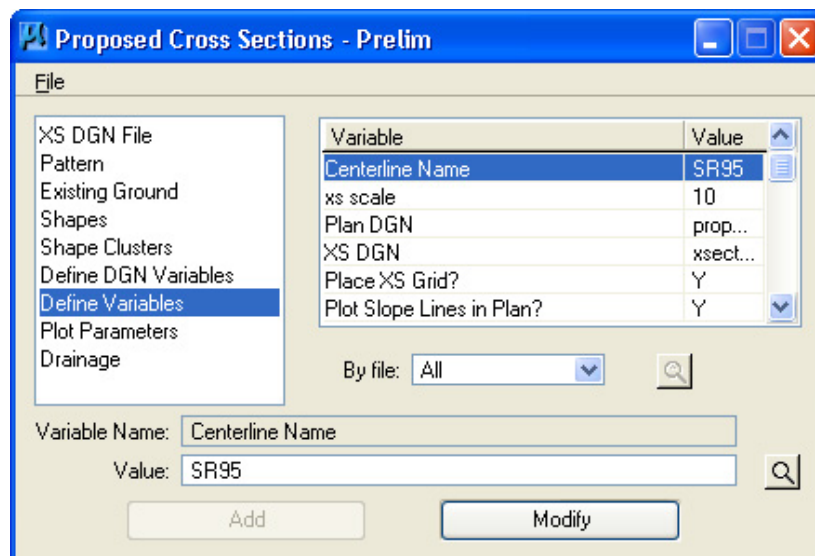 Proposed Cross Sections - Prelim
File
XS DGN File
Pattern
Existing Ground
Shapes
Shape Clusters
Define DGN Variables
Define Variables
Plot Parameters
Drainage
Variable Value
Centerline Name SR95
xs scale 10
Plan DGN prop...
XS DGN xsect...
Place XS Grid? Y
Plot Slope Lines in Plan? Y
By file: All
Variable Name: Centerline Name
Value: SR95
Add Modify